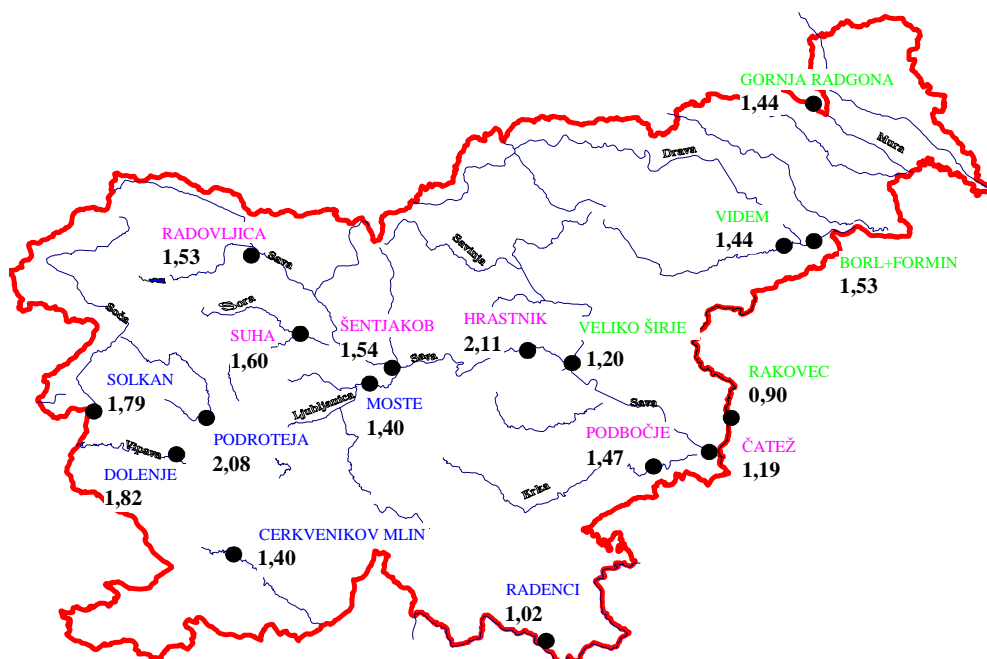 GORNJA RADGONA
1,44
Mura
Drava
VIDEM
1,44
BORL+FORMIN
1,53
RADOVLJICA
1,53
Sava
Savinja
Sora
Soča
SUHA
1,60
ŠENTJAKOB
1,54
Sava
HRASTNIK
2,11
VELIKO ŠIRJE
1,20
SOLKAN
1,79
Ljubljanica
MOSTE
1,40
RAKOVEC
0,90
Sava
PODROTEJA
2,08
Vipava
DOLENJE
1,82
PODBOČJE
1,47
ČATEŽ
1,19
Krka
CERKVENIKOV MLIN
1,40
RADENCI
1,02